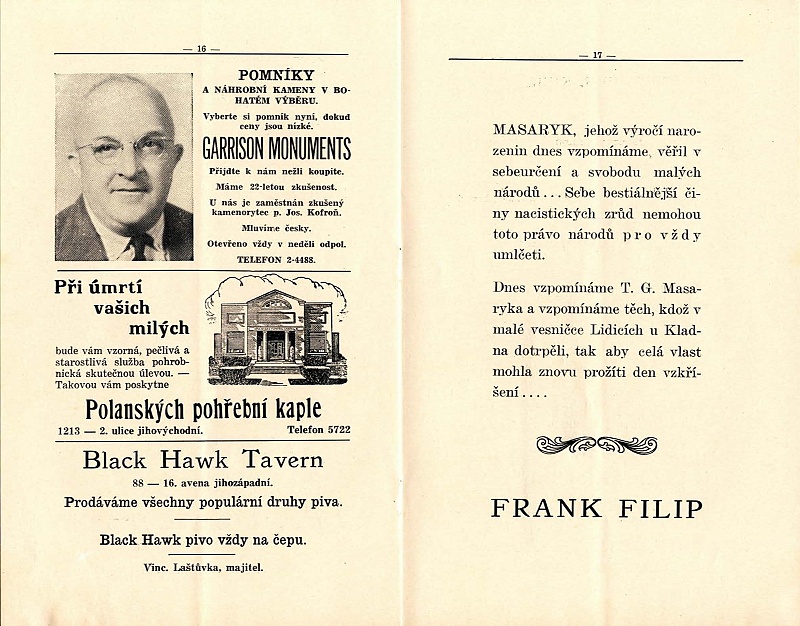 — 16 —
POMNÍKY
A NÁHROBNÍ KAMENY V BO-
HATÉM VÝBĚRU.
Vyberte si pomník nyní, dokud
ceny jsou nízké.
GARRISON MONUMENTS
Přijďte k nám nežli koupíte.
Máme 22-letou zkušenost.
U nás je zaměstnán zkušený
kamenorytec p. Jos. Kofroň.
Mluvíme česky.
Otevřeno vždy v neděli odpol.
TELEFON 2-4488.
Při úmrtí
vašich
milých
bude vám vzorná, pečlivá a
starostlivá služba pohrob-
nická skutečnou úlevou. —
Takovou vám poskytne
Polanských pohřební kaple
1213 — 2. ulice jihovýchodní. Telefon 5722
Black Hawk Tavern
88 — 16. avena jihozápadní.
Prodáváme všechny populární druhy piva.
Black Hawk pivo vždy na čepu.
Vinc. Laštůvka, majitel.
— 17 —
MASARYK, jehož výročí naro-
zenin dnes vzpomínáme, věřil v
sebeurčení a svobodu malých
národů... Sebe bestiálnější či-
ny nacistických zrůd nemohou
toto právo národů pro vždy
umlčeti.
Dnes vzpomínáme T. G. Masa-
ryka a vzpomínáme těch, kdož v
malé vesničce Lidicích u Klad-
na dotrpěli, tak aby celá vlast
mohla znovu prožíti den vzkří-
šení....
FRANK FILIP